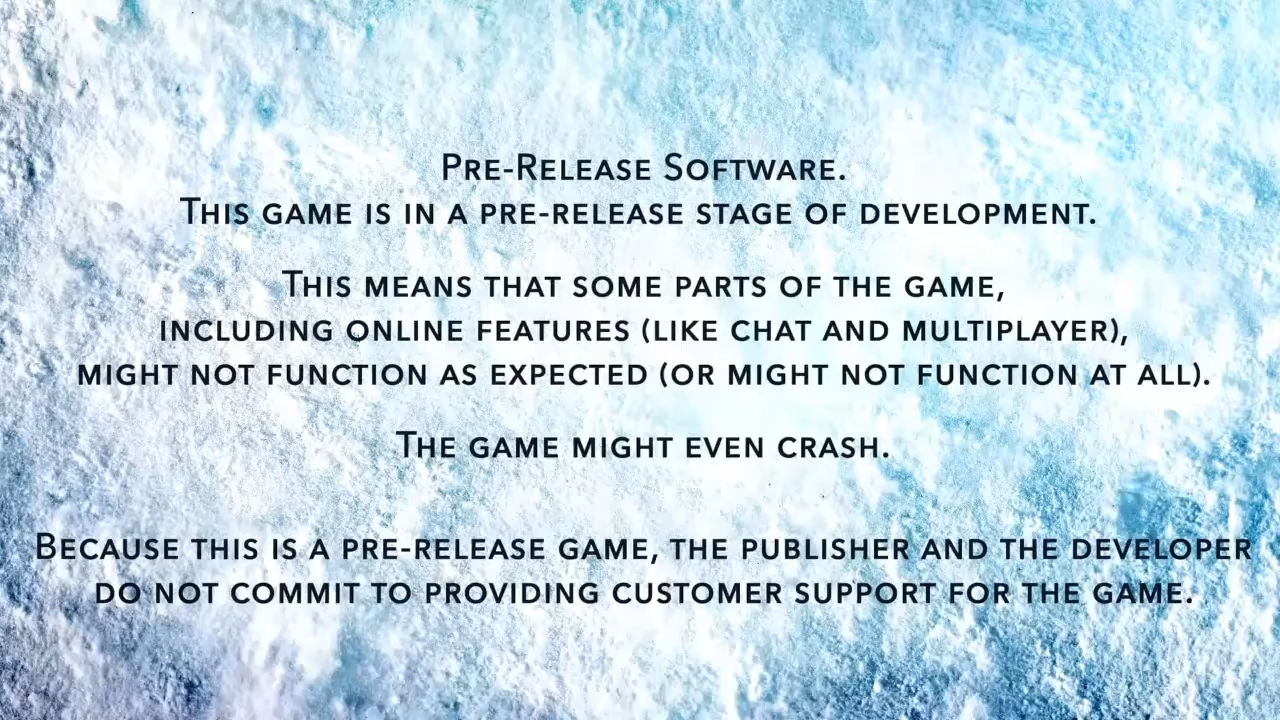 Pre-Release Software.
This game is in a pre-release stage of development.
This means that some parts of the game,
including online features (like chat and multiplayer),
might not function as expected (or might not function at all).
The game might even crash.
Because this is a pre-release game, the publisher and the developer
do not commit to providing customer support for the game.